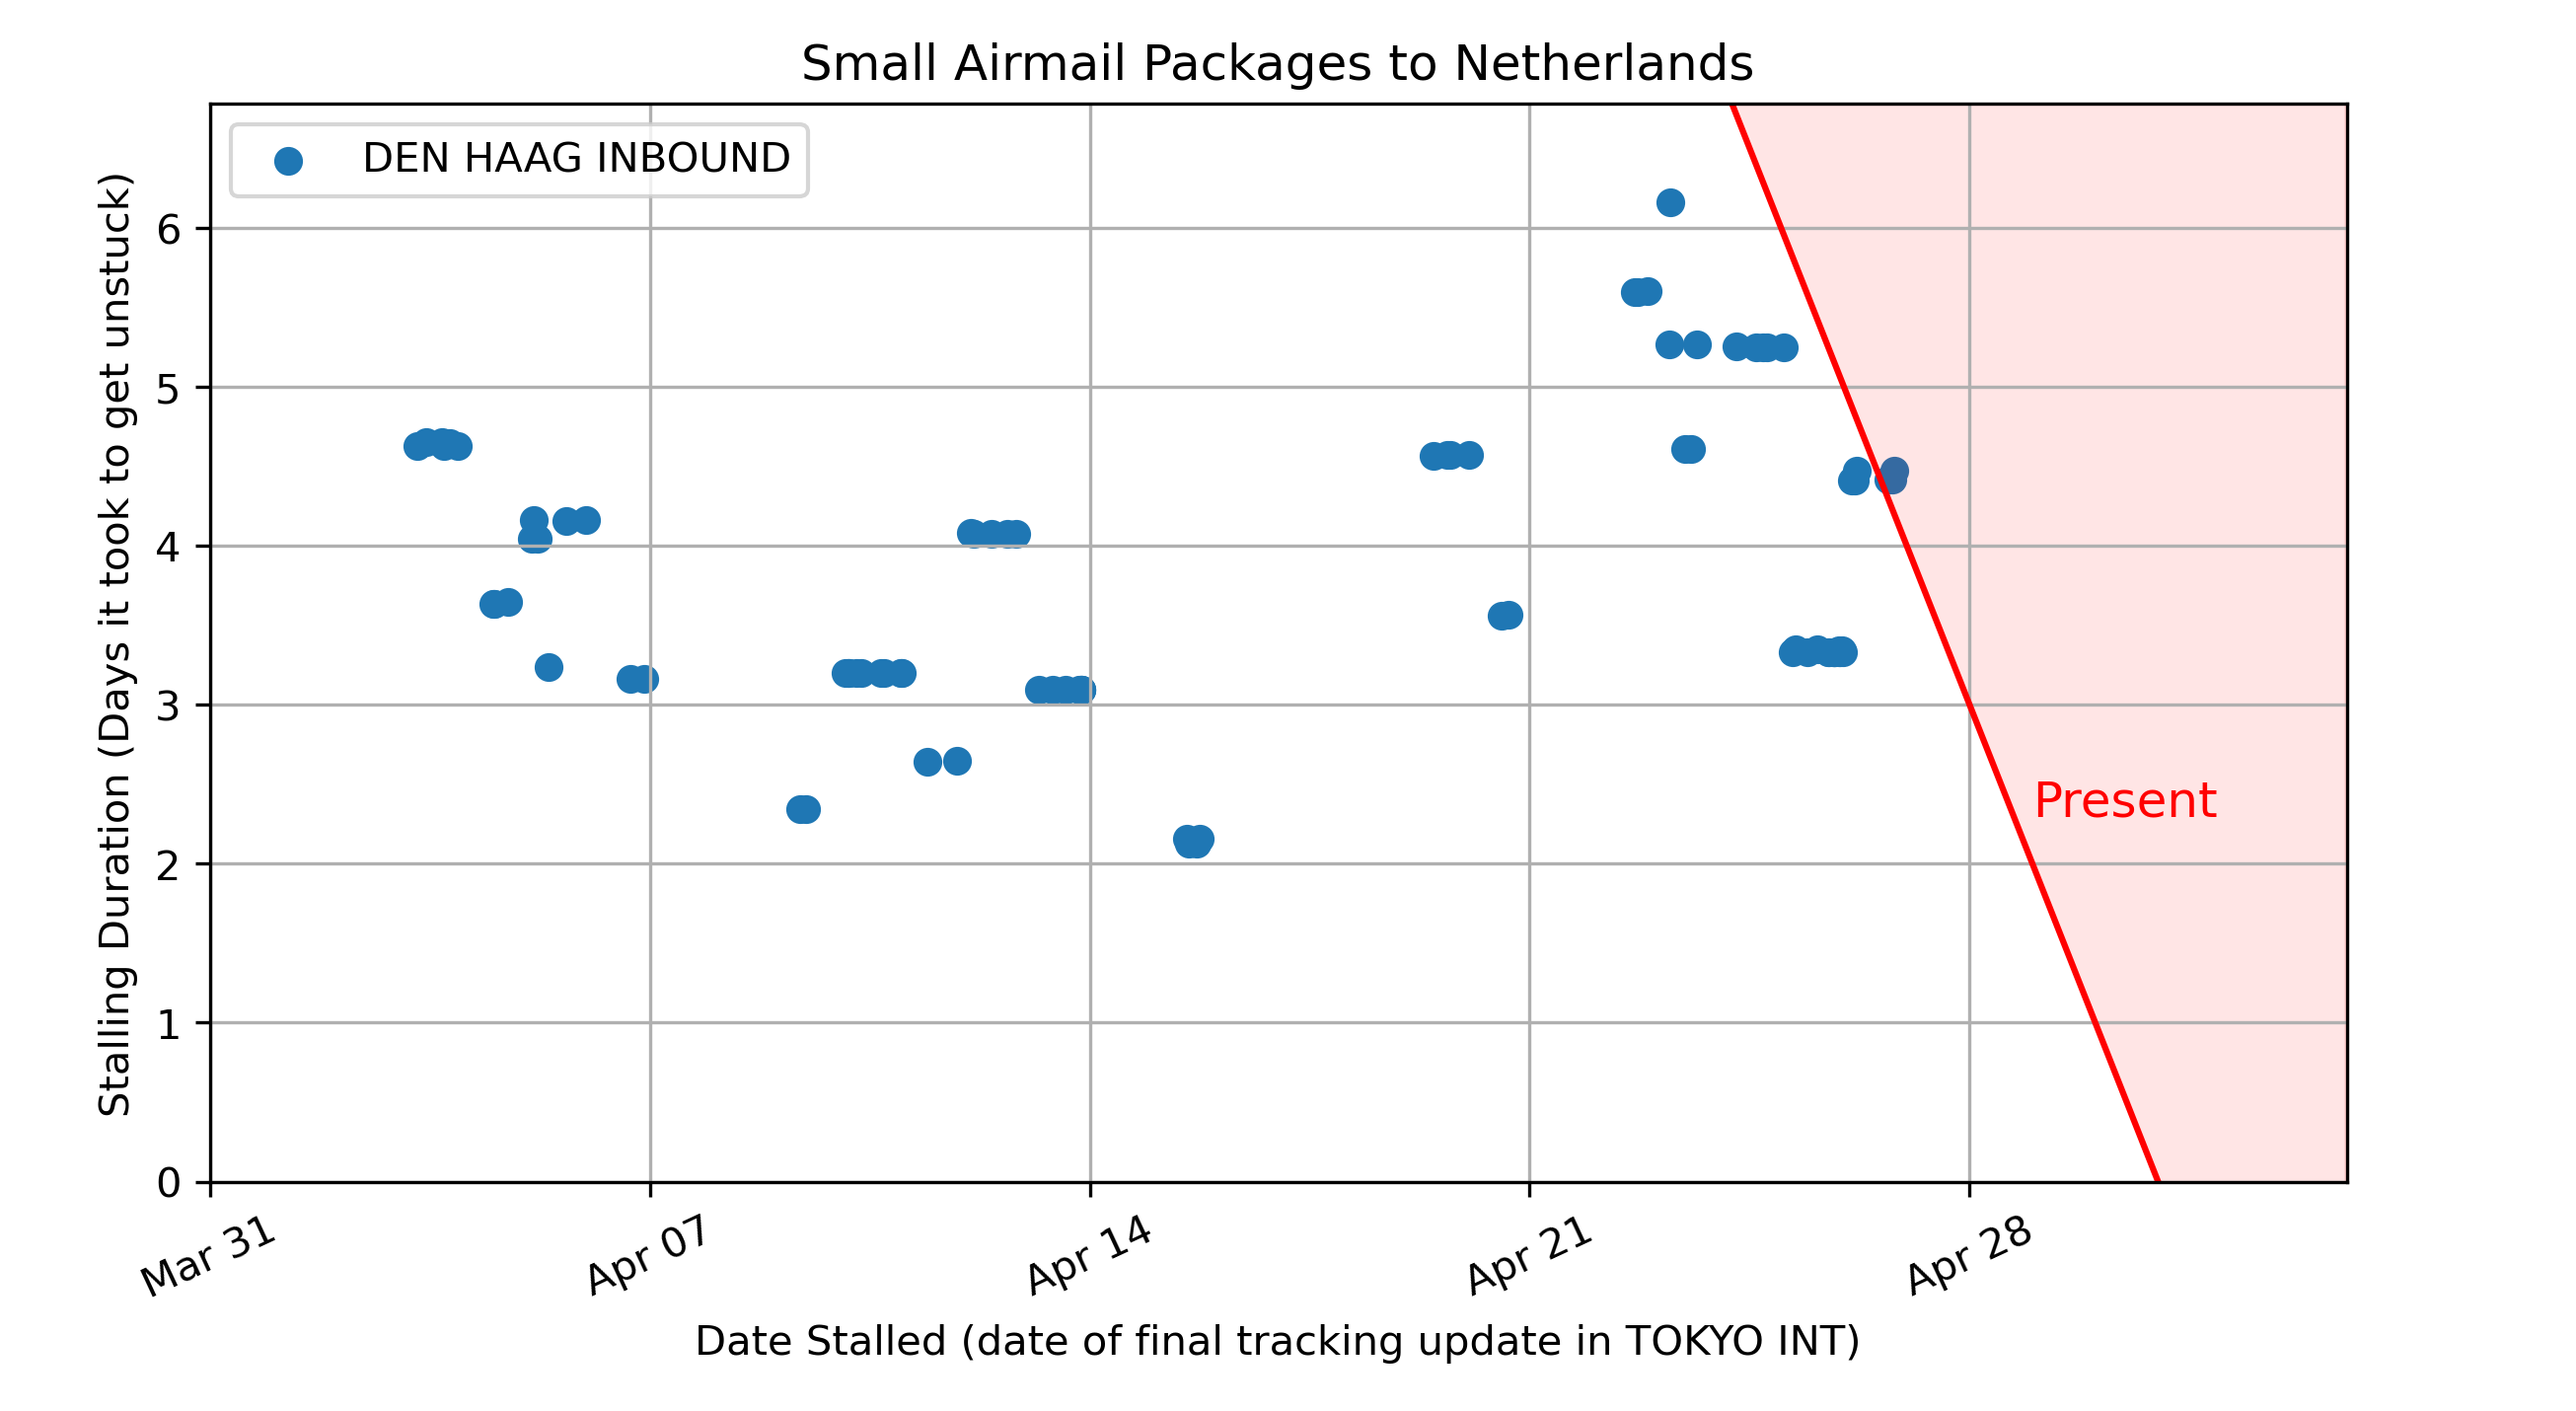 Small Airmail Packages to Netherlands
DEN HAAG INBOUND
Stalling Duration (Days it took to get unstuck)
6
5
4
3
2
1
0
Present
Mar 31
Apr 07
Apr 14
Apr 21
Apr 28
Date Stalled (date of final tracking update in TOKYO INT)